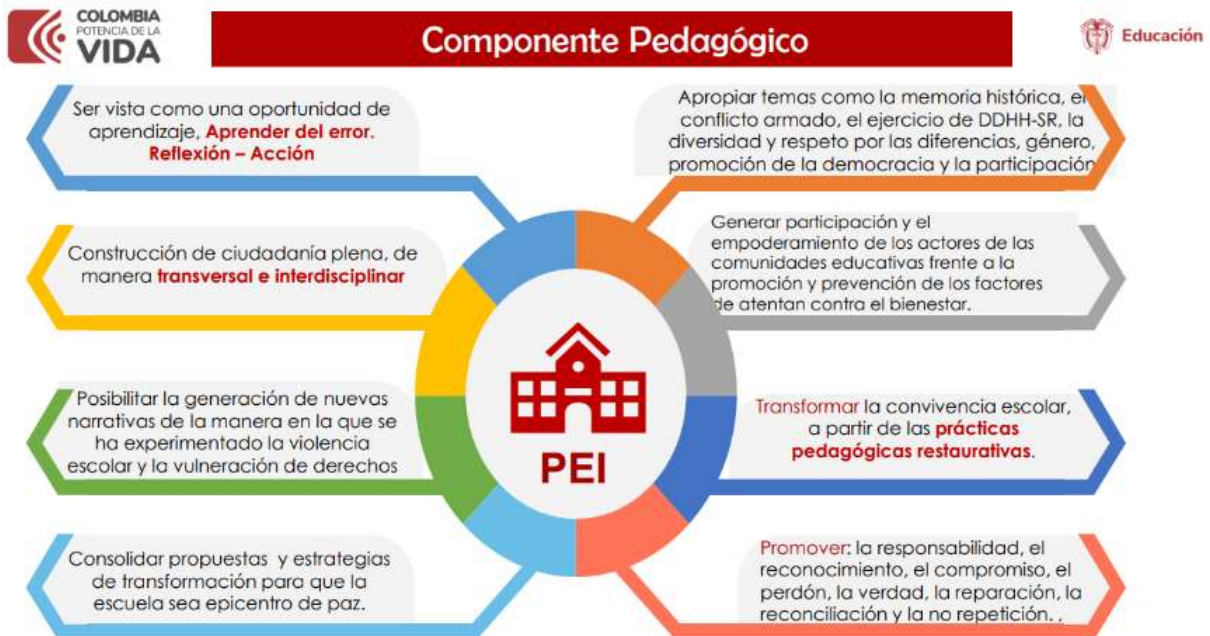 COLOMBIA
POTENCIA DE LA
VIDA
Componente Pedagógico
Educación
Ser vista como una oportunidad de
aprendizaje, Aprender del error.
Reflexión – Acción
Construcción de ciudadanía plena, de
manera transversal e interdisciplinar
Posibilitar la generación de nuevas
narrativas de la manera en la que se
ha experimentado la violencia
escolar y la vulneración de derechos
Consolidar propuestas y estrategias
de transformación para que la
escuela sea epicentro de paz.
PEI
Apropiar temas como la memoria histórica, el
conflicto armado, el ejercicio de DDHH-SR, la
diversidad y respeto por las diferencias, género,
promoción de la democracia y la participación
Generar participación y el
empoderamiento de los actores de las
comunidades educativas frente a la
promoción y prevención de los factores
de atentan contra el bienestar.
Transformar la convivencia escolar,
a partir de las prácticas
pedagógicas restaurativas.
Promover: la responsabilidad, el
reconocimiento, el compromiso, el
perdón, la verdad, la reparación, la
reconciliación y la no repetición. ,